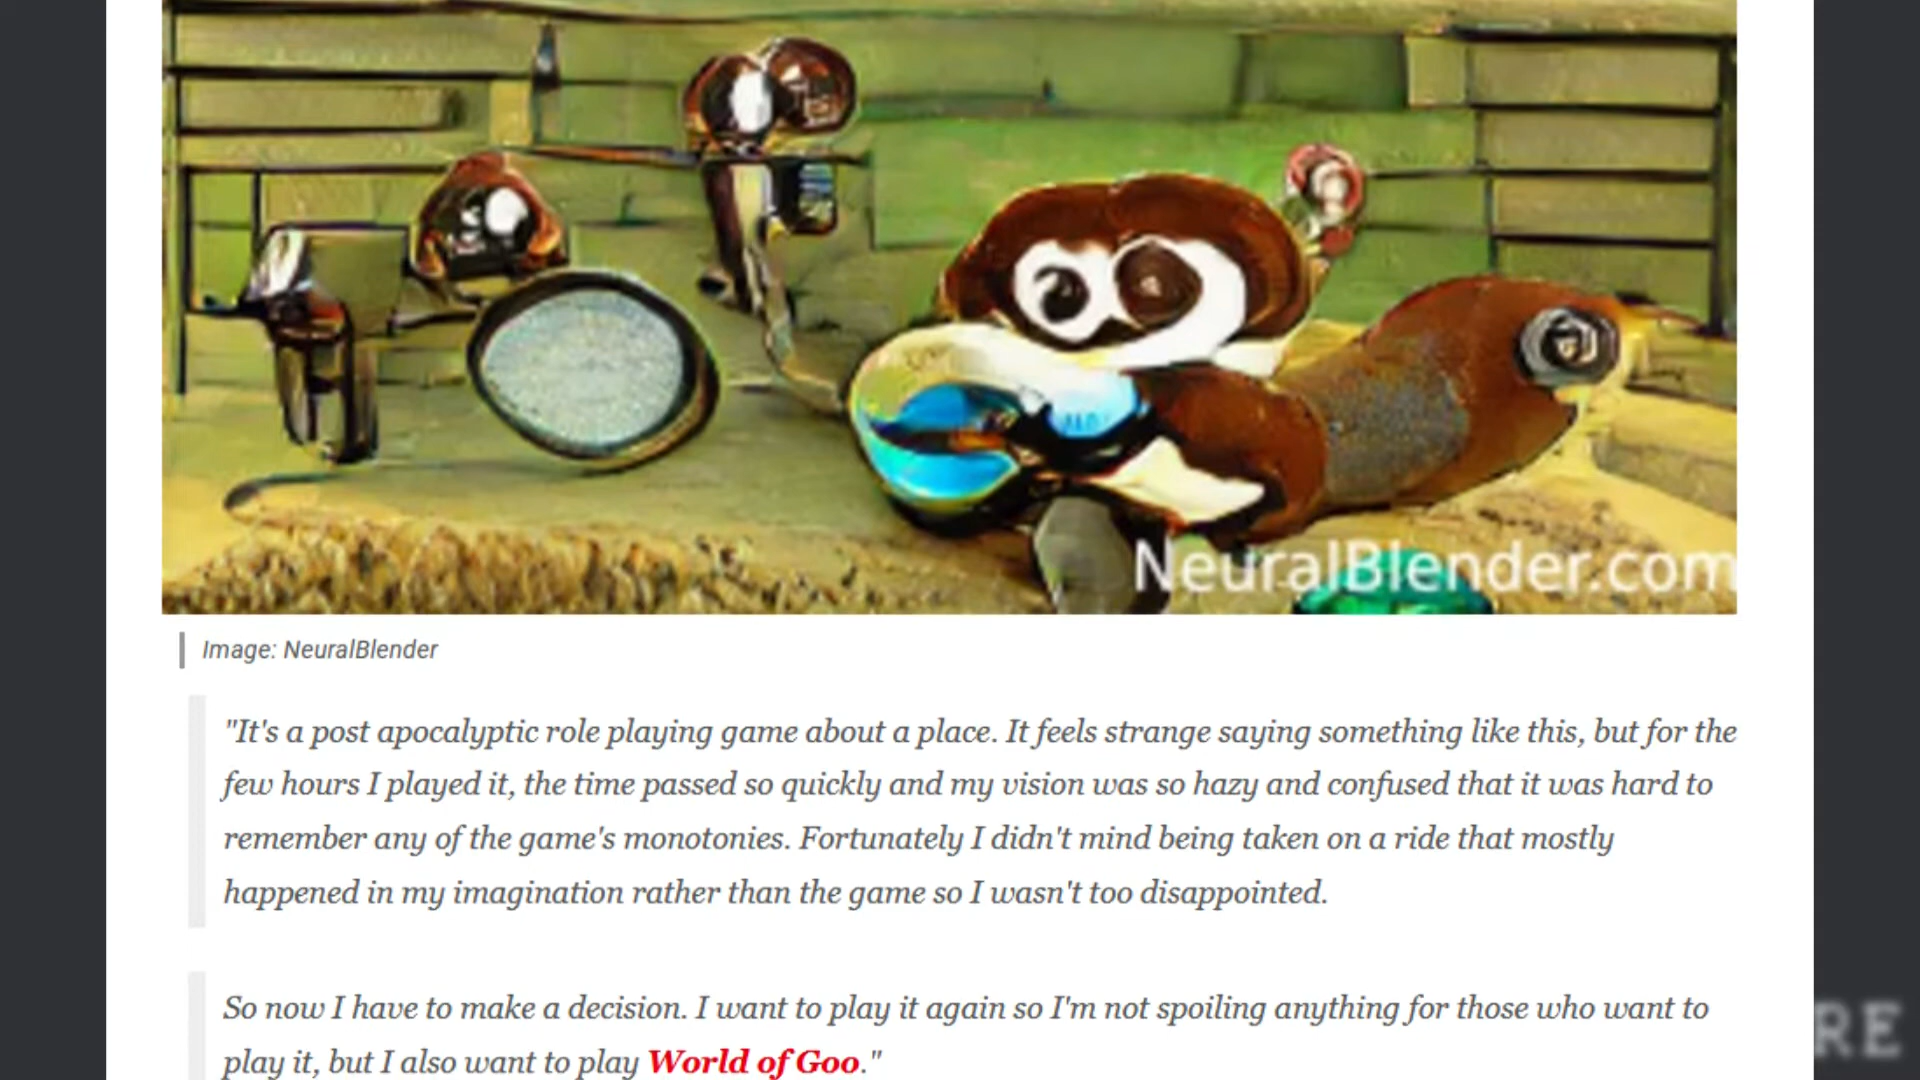 NeuralBlender.com
Image: NeuralBlender
"It's a post apocalyptic role playing game about a place. It feels strange saying something like this, but for the
few hours I played it, the time passed so quickly and my vision was so hazy and confused that it was hard to
remember any of the game's monotonies. Fortunately I didn't mind being taken on a ride that mostly
happened in my imagination rather than the game so I wasn't too disappointed.
So now I have to make a decision. I want to play it again so I'm not spoiling anything for those who want to
play it, but I also want to play World of Goo."
RE